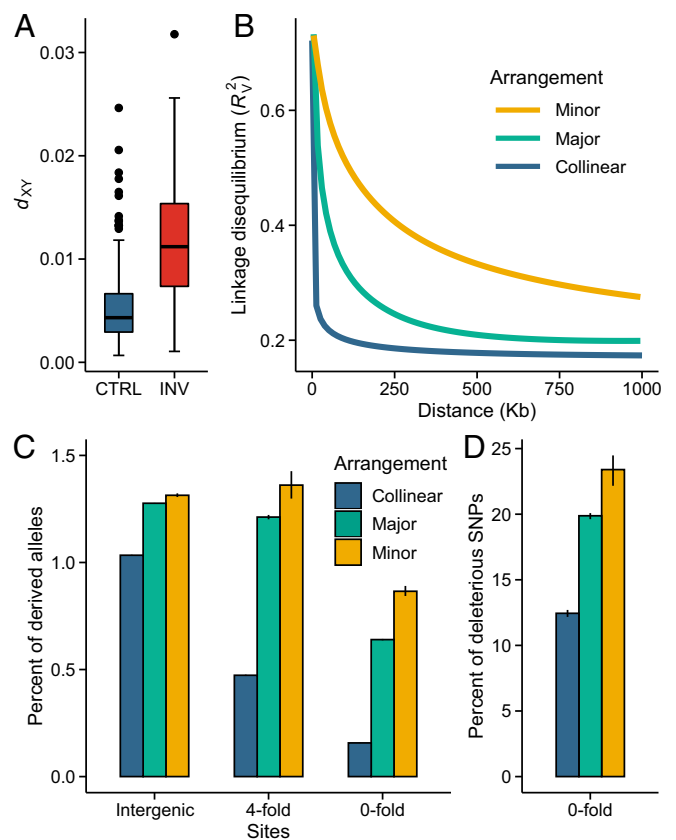 A
0.03
0.02
0.01
0.00
dXY
CTRL INV
B
0.6
0.4
0.2
Linkage disequilibrium (R²V)
Arrangement
Minor
Major
Collinear
0 250 500 750 1000
Distance (Kb)
C
1.5
1.0
0.5
0.0
Percent of derived alleles
Arrangement
Collinear
Major
Minor
Intergenic 4-fold 0-fold
Sites
D
25
20
15
10
5
0
Percent of deleterious SNPs
0-fold